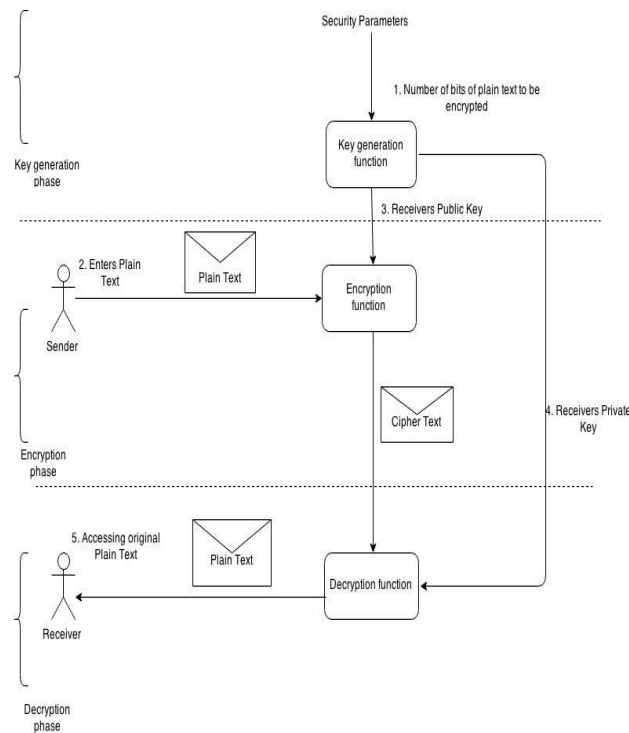 Security Parameters
1. Number of bits of plain text to be
encrypted
Key generation
function
Key generation
phase
3. Receivers Public Key
2. Enters Plain
Text
Plain Text
Encryption
function
Sender
Cipher Text
4. Receivers Private
Key
Encryption
phase
5. Accessing original
Plain Text
Plain Text
Decryption function
Receiver
Decryption
phase